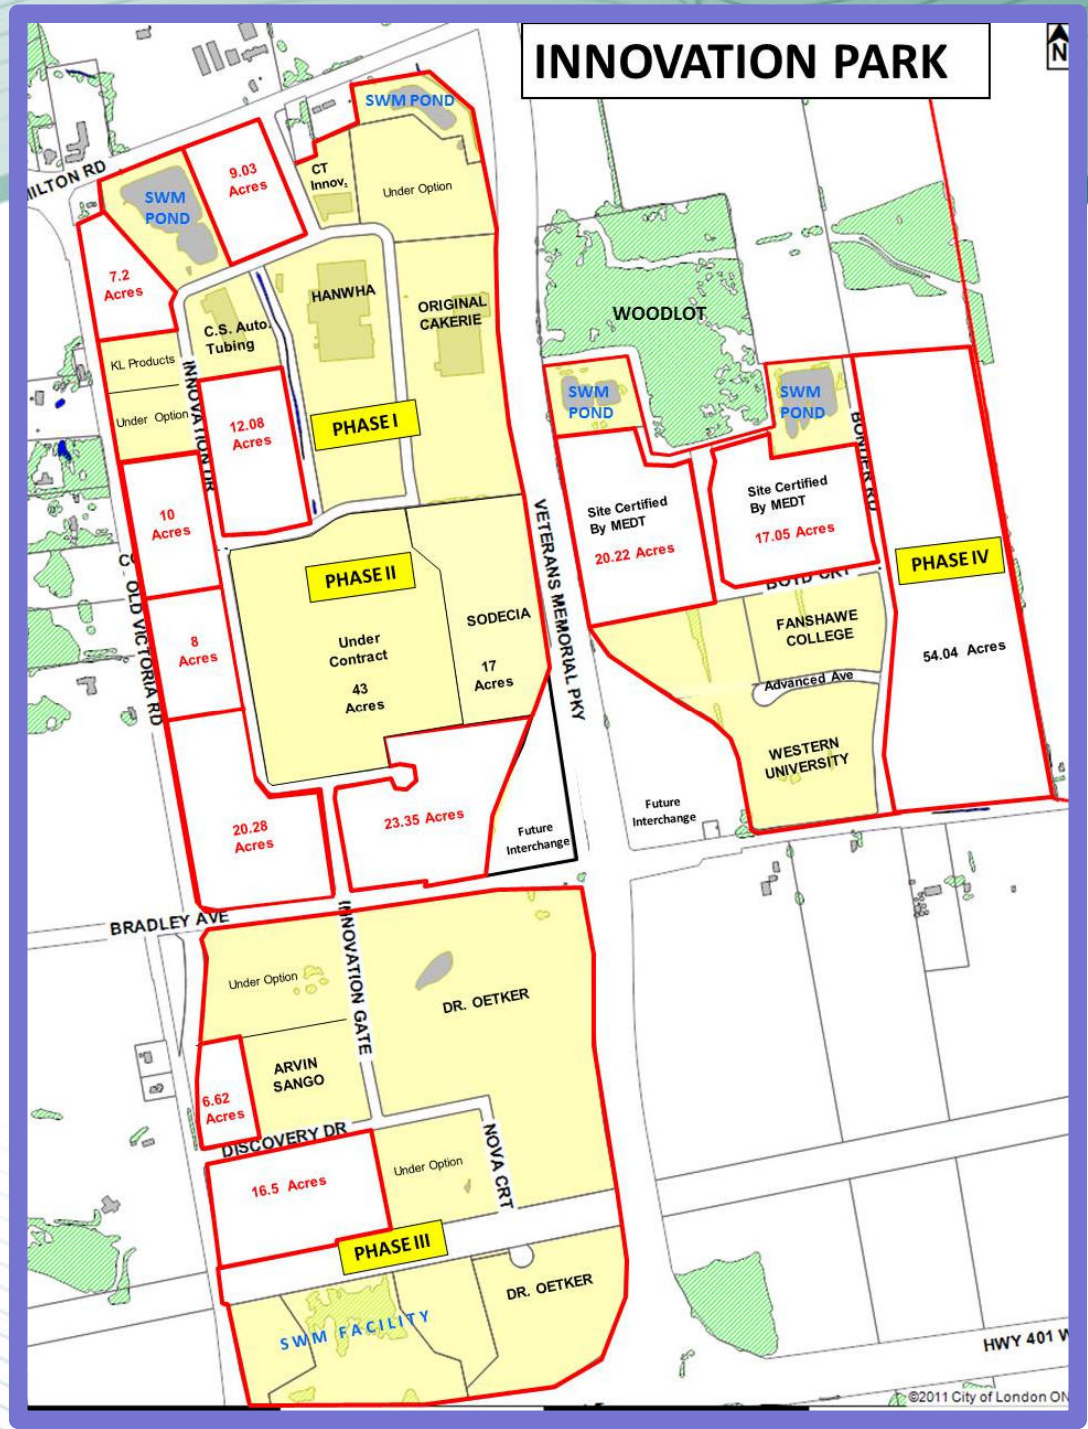 INNOVATION PARK
N
SWM POND
9.03
Acres
CT
Innov.
Under Option
SWM
POND
7.2
Acres
HANWHA
ORIGINAL
CAKERIE
C.S. Auto.
Tubing
WOODLOT
KL Products
Under Option
INNOVATION DR
12.08
Acres
PHASE I
SWM
POND
SWM
POND
BONDER RD
10
Acres
Site Certified
By MEDT
20.22 Acres
Site Certified
By MEDT
17.05 Acres
VETERANS MEMORIAL PKY
PHASE IV
PHASE II
OLD VICTORIA RD
8
Acres
Under
Contract
43
Acres
SODECIA
17
Acres
BOYD CRT
FANSHAWE
COLLEGE
54.04 Acres
Advanced Ave
WESTERN
UNIVERSITY
20.28
Acres
23.35 Acres
Future
Interchange
Future
Interchange
BRADLEY AVE
INNOVATION GATE
Under Option
DR. OETKER
ARVIN
SANGO
6.62
Acres
DISCOVERY DR
NOVA CRT
16.5 Acres
Under Option
PHASE III
DR. OETKER
SWM FACILITY
HWY 401 W
©2011 City of London ON